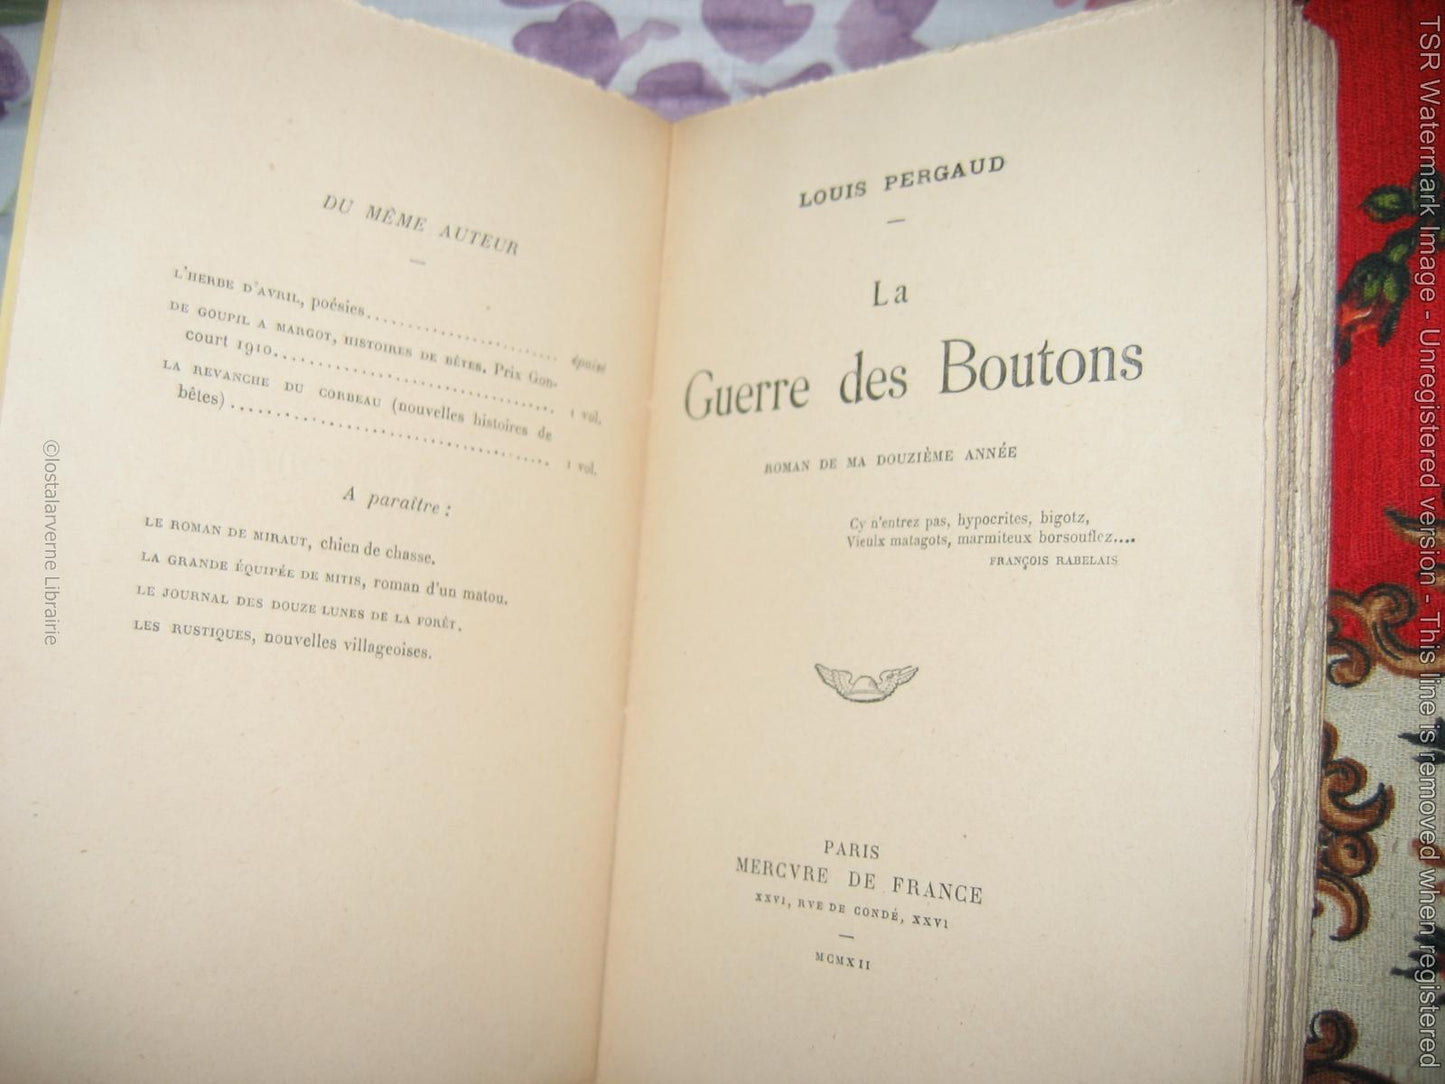 DU MÊME AUTEUR
L'HERBE D'AVRIL, poésies........................ épuisé
DE GOUPIL A MARGOT, HISTOIRES DE BÊTES. Prix Gon-
court 1910................................ 1 vol.
LA REVANCHE DU CORBEAU (nouvelles histoires de
bêtes)..................................... 1 vol.
A paraître :
LE ROMAN DE MIRAUT, chien de chasse.
LA GRANDE ÉQUIPÉE DE MITIS, roman d'un matou.
LE JOURNAL DES DOUZE LUNES DE LA FORÊT.
LES RUSTIQUES, nouvelles villageoises.
LOUIS PERGAUD
La
Guerre des Boutons
ROMAN DE MA DOUZIÈME ANNÉE
Cy n'entrez pas, hypocrites, bigotz,
Vieulx matagots, marmiteux borsouflez....
FRANÇOIS RABELAIS
PARIS
MERCVRE DE FRANCE
XXVI, RVE DE CONDÉ, XXVI
MCMXII
©lostalarverne Librairie
TSR Watermark Image - Unregistered version - This line is removed when registered